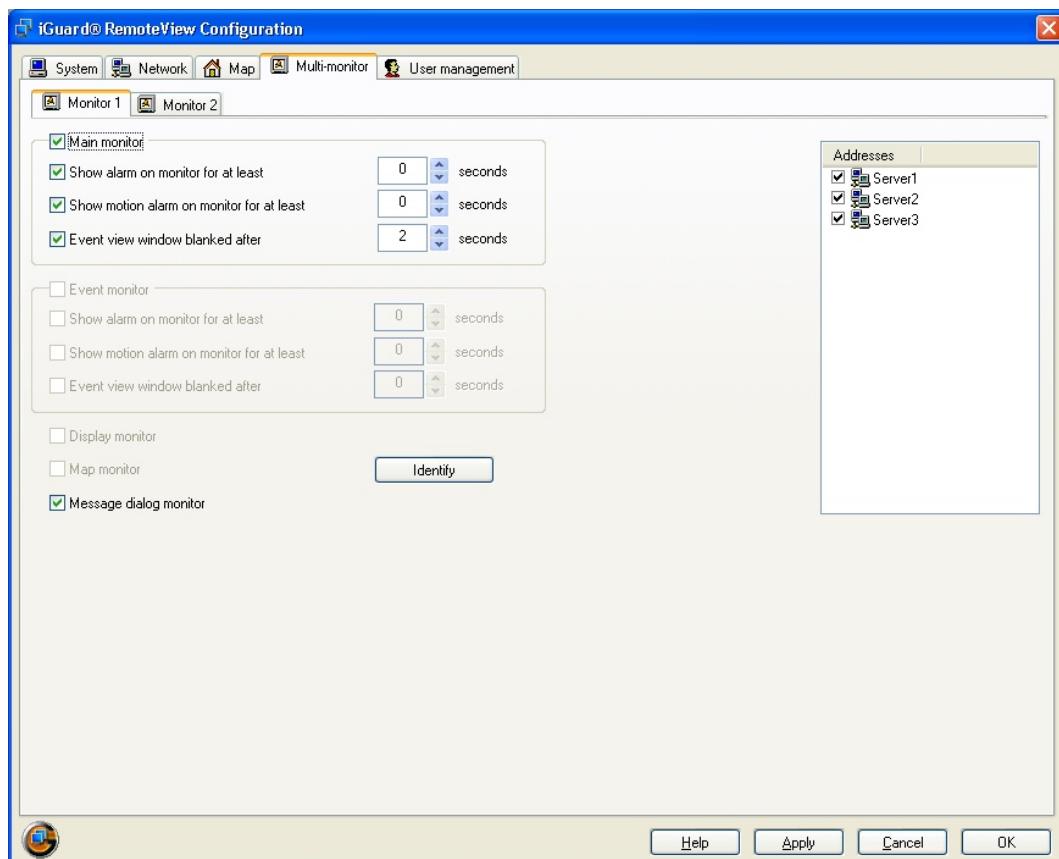 iGuard® RemoteView Configuration
System Network Map Multi-monitor User management
Monitor 1 Monitor 2
Main monitor
Show alarm on monitor for at least 0 seconds
Show motion alarm on monitor for at least 0 seconds
Event view window blanked after 2 seconds
Event monitor
Show alarm on monitor for at least 0 seconds
Show motion alarm on monitor for at least 0 seconds
Event view window blanked after 0 seconds
Display monitor
Map monitor Identify
Message dialog monitor
Addresses
Server1
Server2
Server3
Help Apply Cancel OK